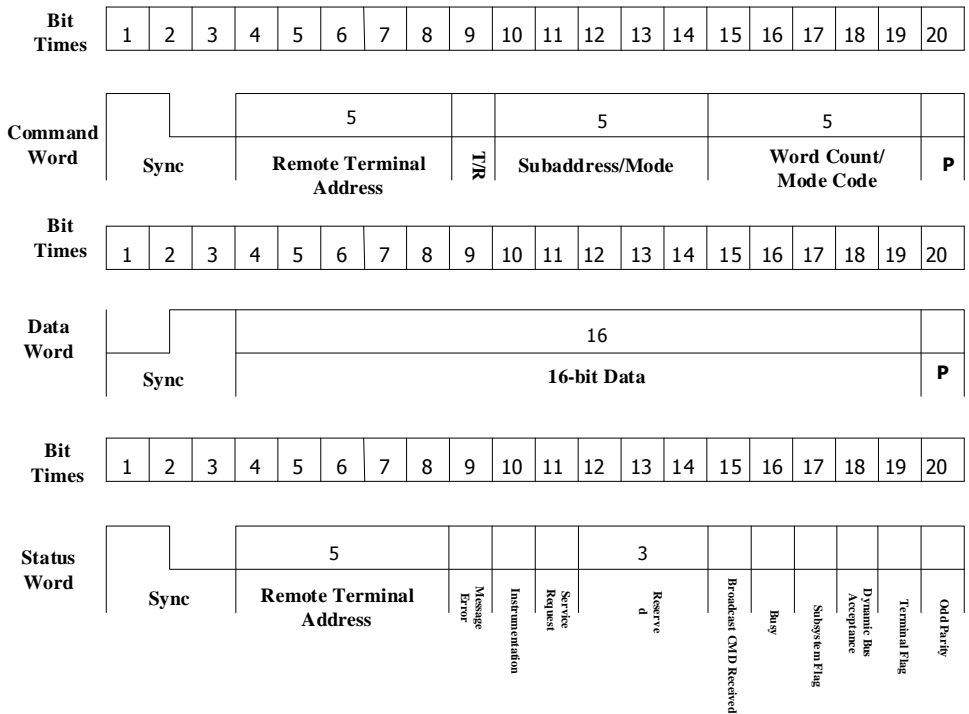 Bit
Times
1 2 3 4 5 6 7 8 9 10 11 12 13 14 15 16 17 18 19 20
Command
Word
5 5 5
Sync
Remote Terminal
Address
T/R
Subaddress/Mode
Word Count/
Mode Code
P
Bit
Times
1 2 3 4 5 6 7 8 9 10 11 12 13 14 15 16 17 18 19 20
Data
Word
16
Sync
16-bit Data
P
Bit
Times
1 2 3 4 5 6 7 8 9 10 11 12 13 14 15 16 17 18 19 20
Status
Word
5 3
Sync
Remote Terminal
Address
Message
Error
Instrumentation
Service
Request
Reserve
d
Broadcast CMD Received
Busy
Subsystem Flag
Dynamic Bus
Acceptance
Terminal Flag
Odd Parity